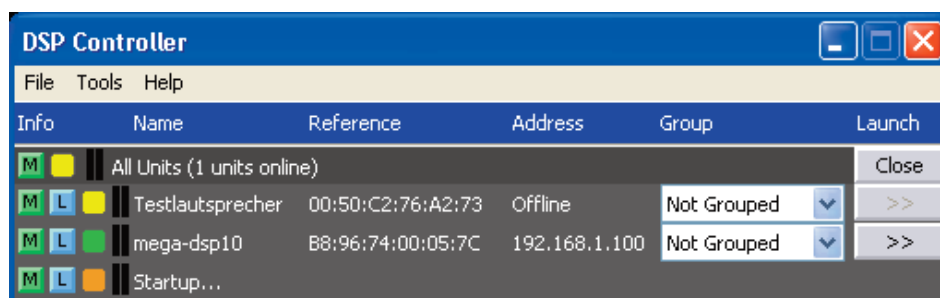 DSP Controller
File Tools Help
Info Name Reference Address Group Launch
M All Units (1 units online) Close
M L Testlautsprecher 00:50:C2:76:A2:73 Offline Not Grouped >>
M L mega-dsp10 B8:96:74:00:05:7C 192.168.1.100 Not Grouped >>
M L Startup...